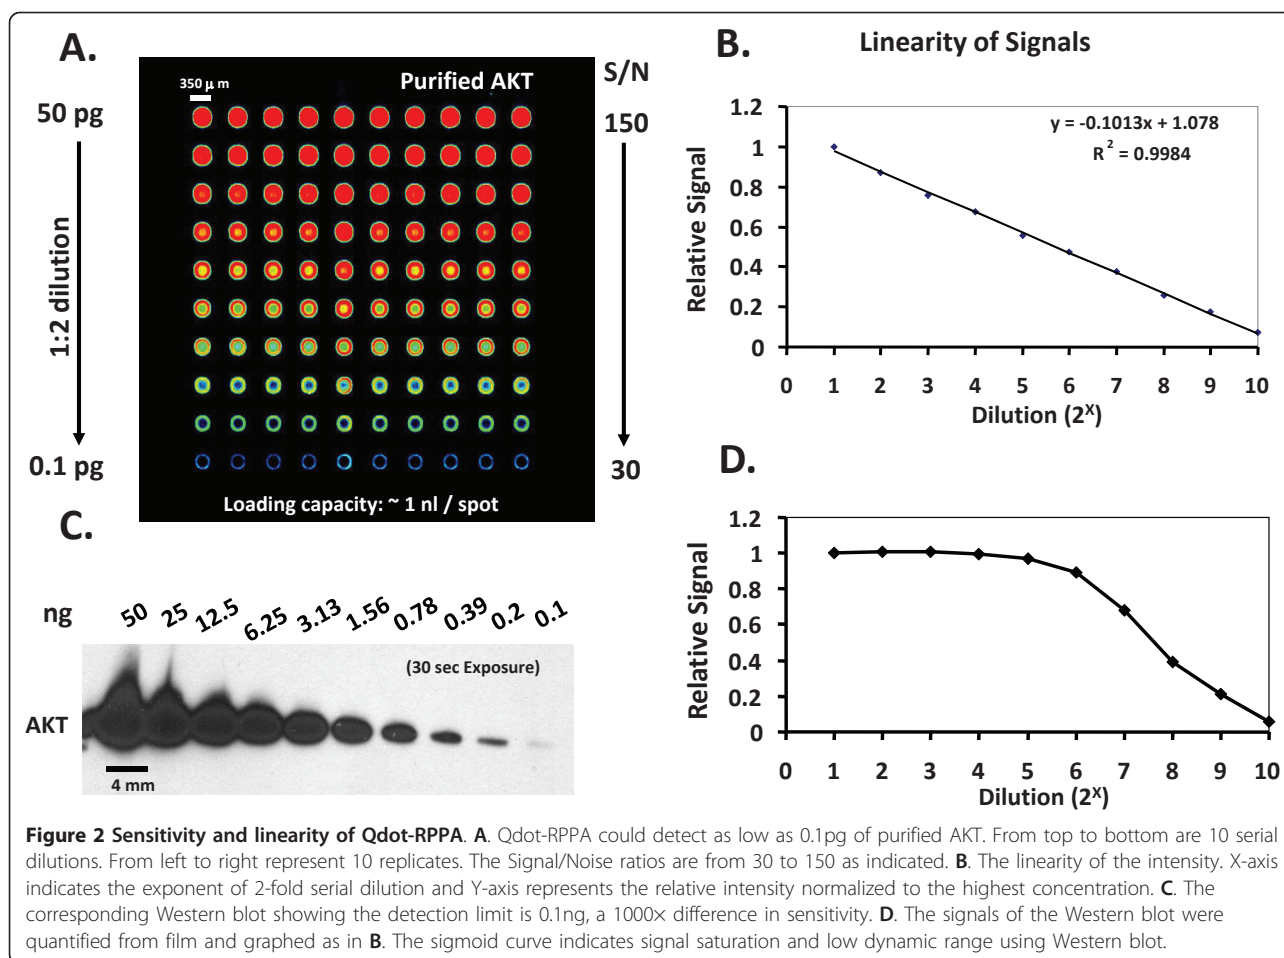 A.
350 μ m
Purified AKT
S/N
50 pg
150
1:2 dilution
0.1 pg
30
Loading capacity: ~ 1 nl / spot
B.
Linearity of Signals
1.2
1
0.8
0.6
0.4
0.2
0
Relative Signal
y = -0.1013x + 1.078
R² = 0.9984
0 1 2 3 4 5 6 7 8 9 10
Dilution (2ˣ)
C.
ng
50 25 12.5 6.25 3.13 1.56 0.78 0.39 0.2 0.1
(30 sec Exposure)
AKT
4 mm
D.
1.2
1
0.8
0.6
0.4
0.2
0
Relative Signal
0 1 2 3 4 5 6 7 8 9 10
Dilution (2ˣ)
Figure 2 Sensitivity and linearity of Qdot-RPPA. A. Qdot-RPPA could detect as low as 0.1pg of purified AKT. From top to bottom are 10 serial
dilutions. From left to right represent 10 replicates. The Signal/Noise ratios are from 30 to 150 as indicated. B. The linearity of the intensity. X-axis
indicates the exponent of 2-fold serial dilution and Y-axis represents the relative intensity normalized to the highest concentration. C. The
corresponding Western blot showing the detection limit is 0.1ng, a 1000× difference in sensitivity. D. The signals of the Western blot were
quantified from film and graphed as in B. The sigmoid curve indicates signal saturation and low dynamic range using Western blot.